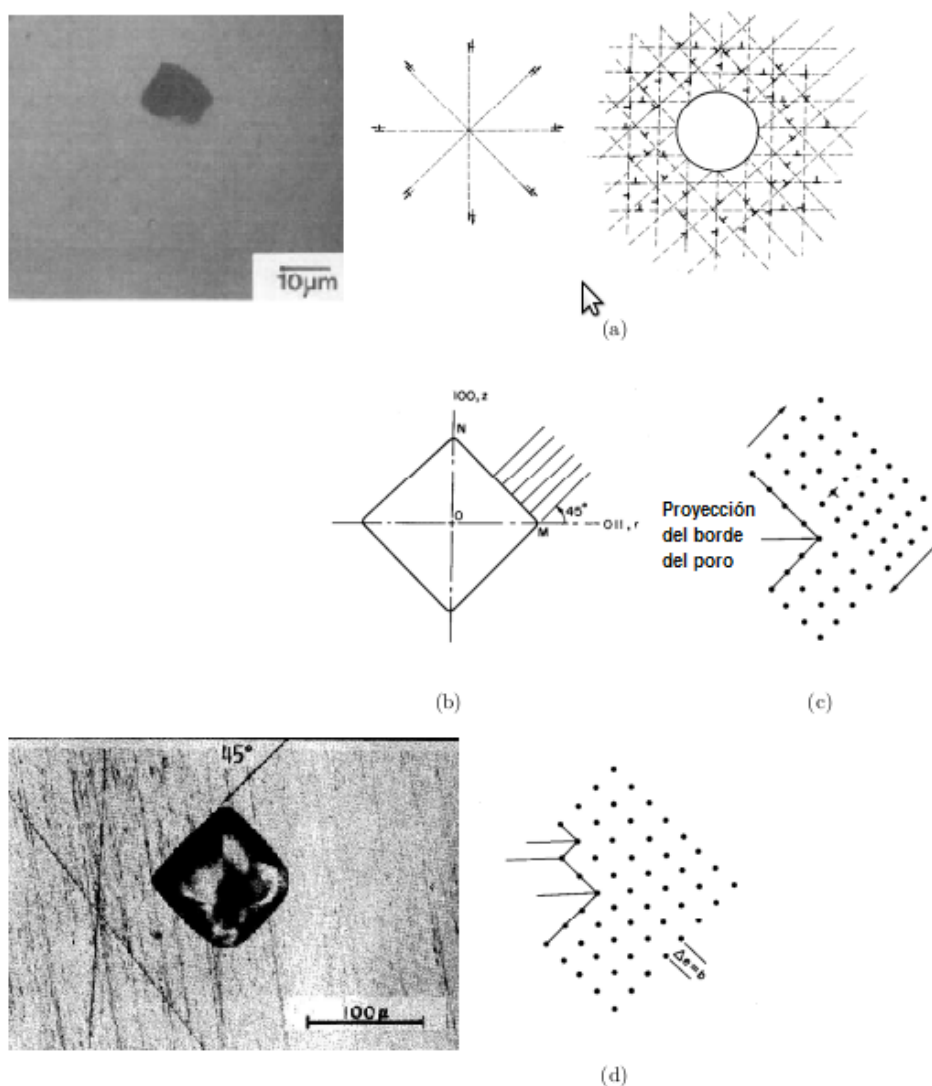 10µm
(a)
100, z
N
O
45°
M
011, r
Proyección
del borde
del poro
(b)
(c)
45°
100µ
Δe=b
(d)